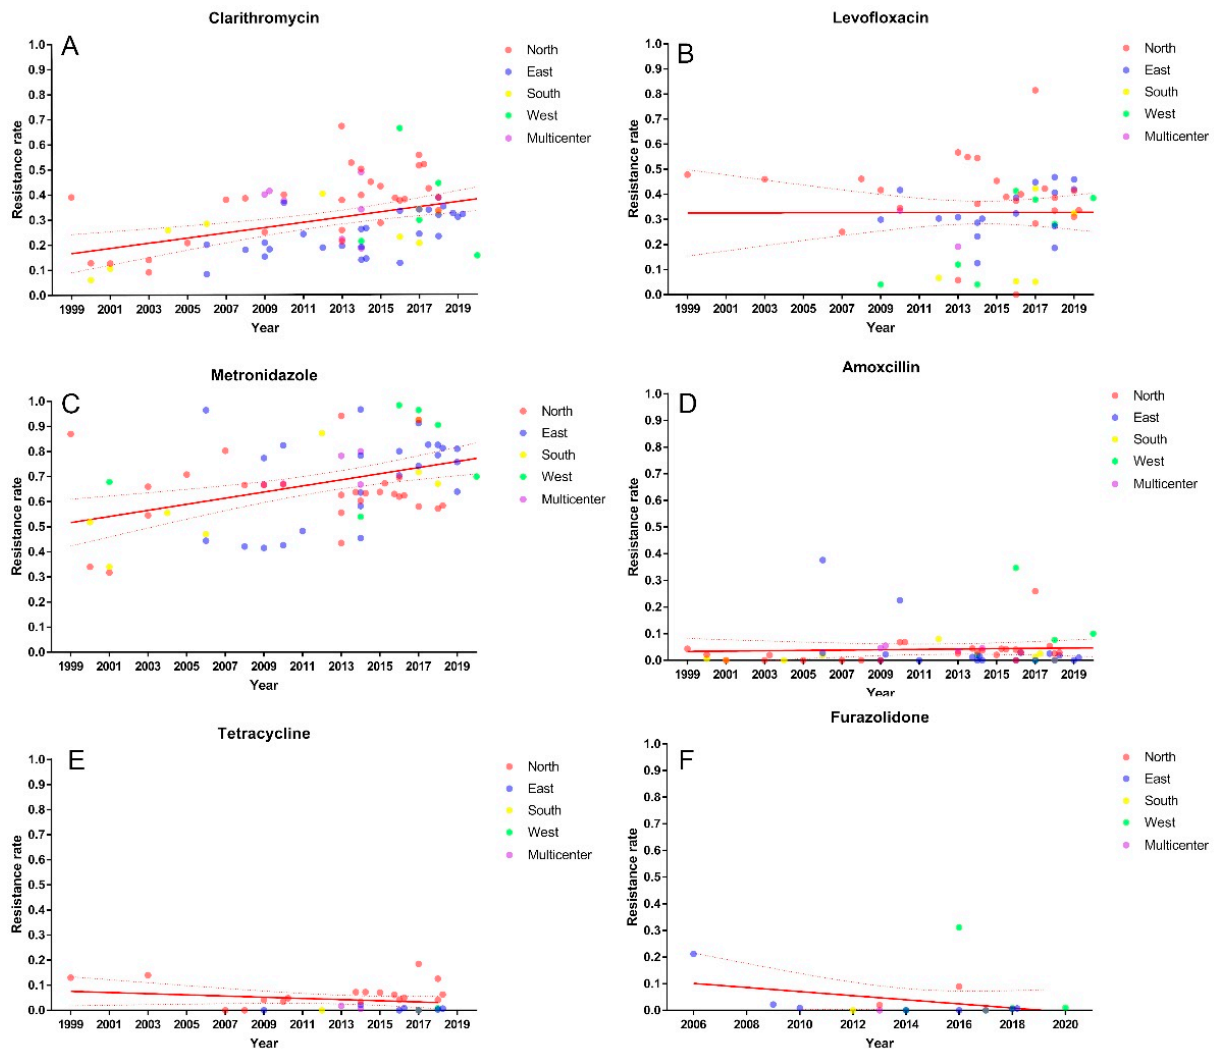 Clarithromycin
A
Resistance rate
1.0
0.9
0.8
0.7
0.6
0.5
0.4
0.3
0.2
0.1
0.0
1999 2001 2003 2005 2007 2009 2011 2013 2015 2017 2019
Year
North
East
South
West
Multicenter
Levofloxacin
B
Resistance rate
1.0
0.9
0.8
0.7
0.6
0.5
0.4
0.3
0.2
0.1
0.0
1999 2001 2003 2005 2007 2009 2011 2013 2015 2017 2019
Year
North
East
South
West
Multicenter
Metronidazole
C
Resistance rate
1.0
0.9
0.8
0.7
0.6
0.5
0.4
0.3
0.2
0.1
0.0
1999 2001 2003 2005 2007 2009 2011 2013 2015 2017 2019
Year
North
East
South
West
Multicenter
Amoxcillin
D
Resistance rate
1.0
0.9
0.8
0.7
0.6
0.5
0.4
0.3
0.2
0.1
0.0
1999 2001 2003 2005 2007 2009 2011 2013 2015 2017 2019
Year
North
East
South
West
Multicenter
Tetracycline
E
Resistance rate
1.0
0.9
0.8
0.7
0.6
0.5
0.4
0.3
0.2
0.1
0.0
1999 2001 2003 2005 2007 2009 2011 2013 2015 2017 2019
Year
North
East
South
West
Multicenter
Furazolidone
F
Resistance rate
1.0
0.9
0.8
0.7
0.6
0.5
0.4
0.3
0.2
0.1
0.0
2006 2008 2010 2012 2014 2016 2018 2020
Year
North
East
South
West
Multicenter